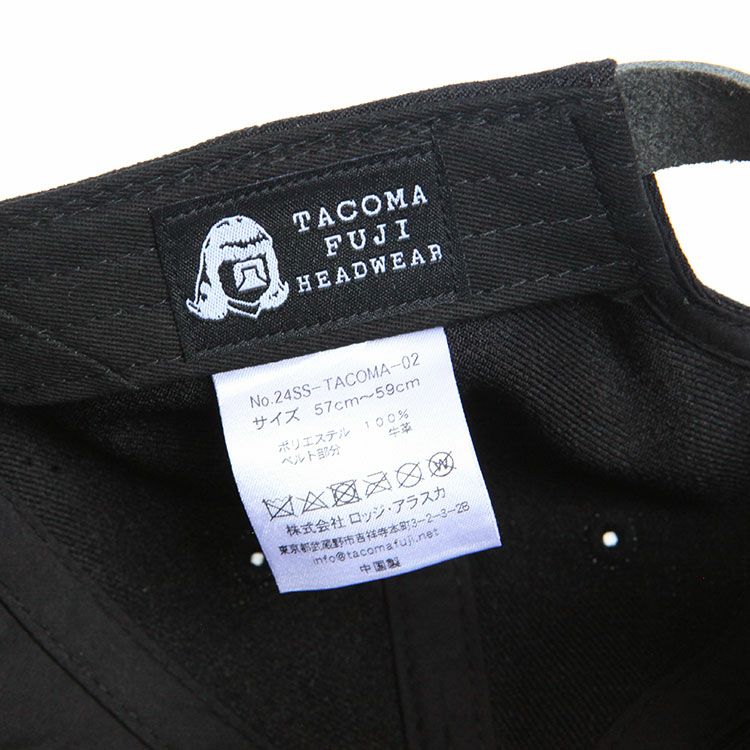 TACOMA
FUJI
HEADWEAR
No.24SS-TACOMA-02
サイズ 57cm～59cm
ポリエステル 100%
ベルト部分 牛革
株式会社 ロッジ・アラスカ
東京都武蔵野市吉祥寺本町3-2-3-2B
info@tacomafuji.net
中国製